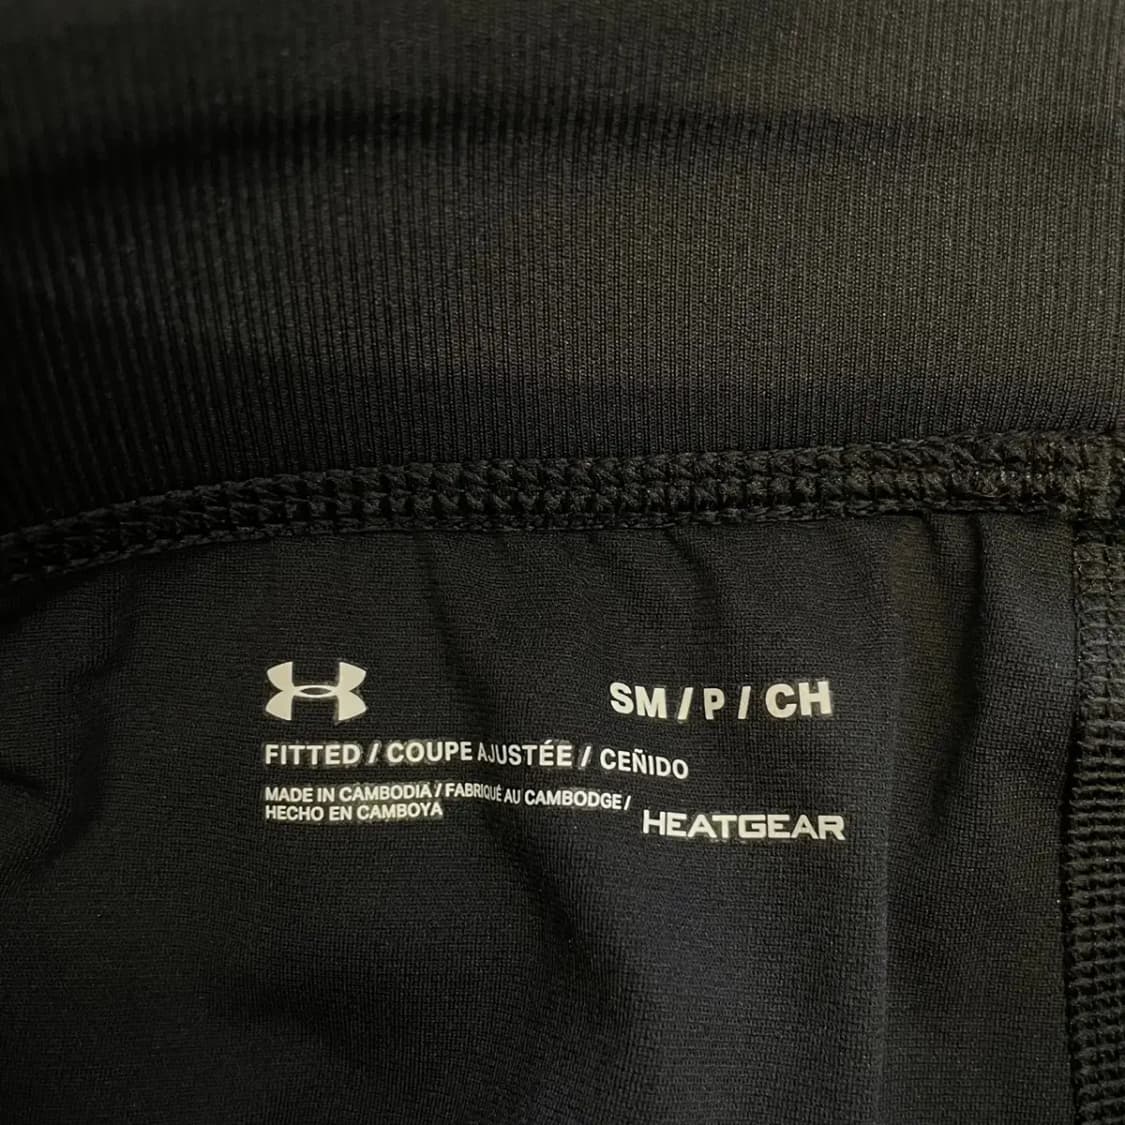 SM / P / CH
FITTED / COUPE AJUSTÉE / CEÑIDO
MADE IN CAMBODIA / FABRIQUÉ AU CAMBODGE /
HECHO EN CAMBOYA
HEATGEAR